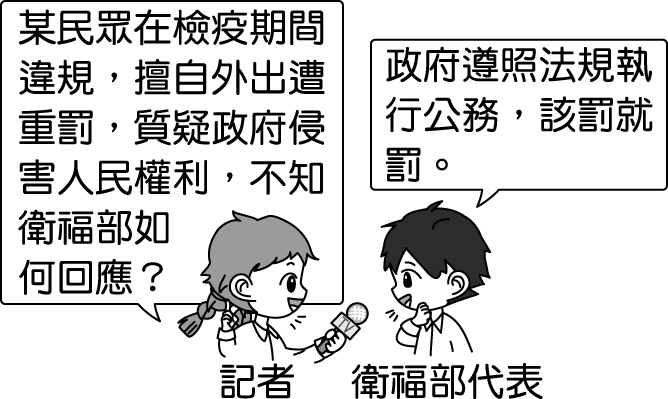 某民眾在檢疫期間
違規，擅自外出遭
重罰，質疑政府侵
害人民權利，不知
衛福部如
何回應？
政府遵照法規執
行公務，該罰就
罰。
TV
記者
衛福部代表